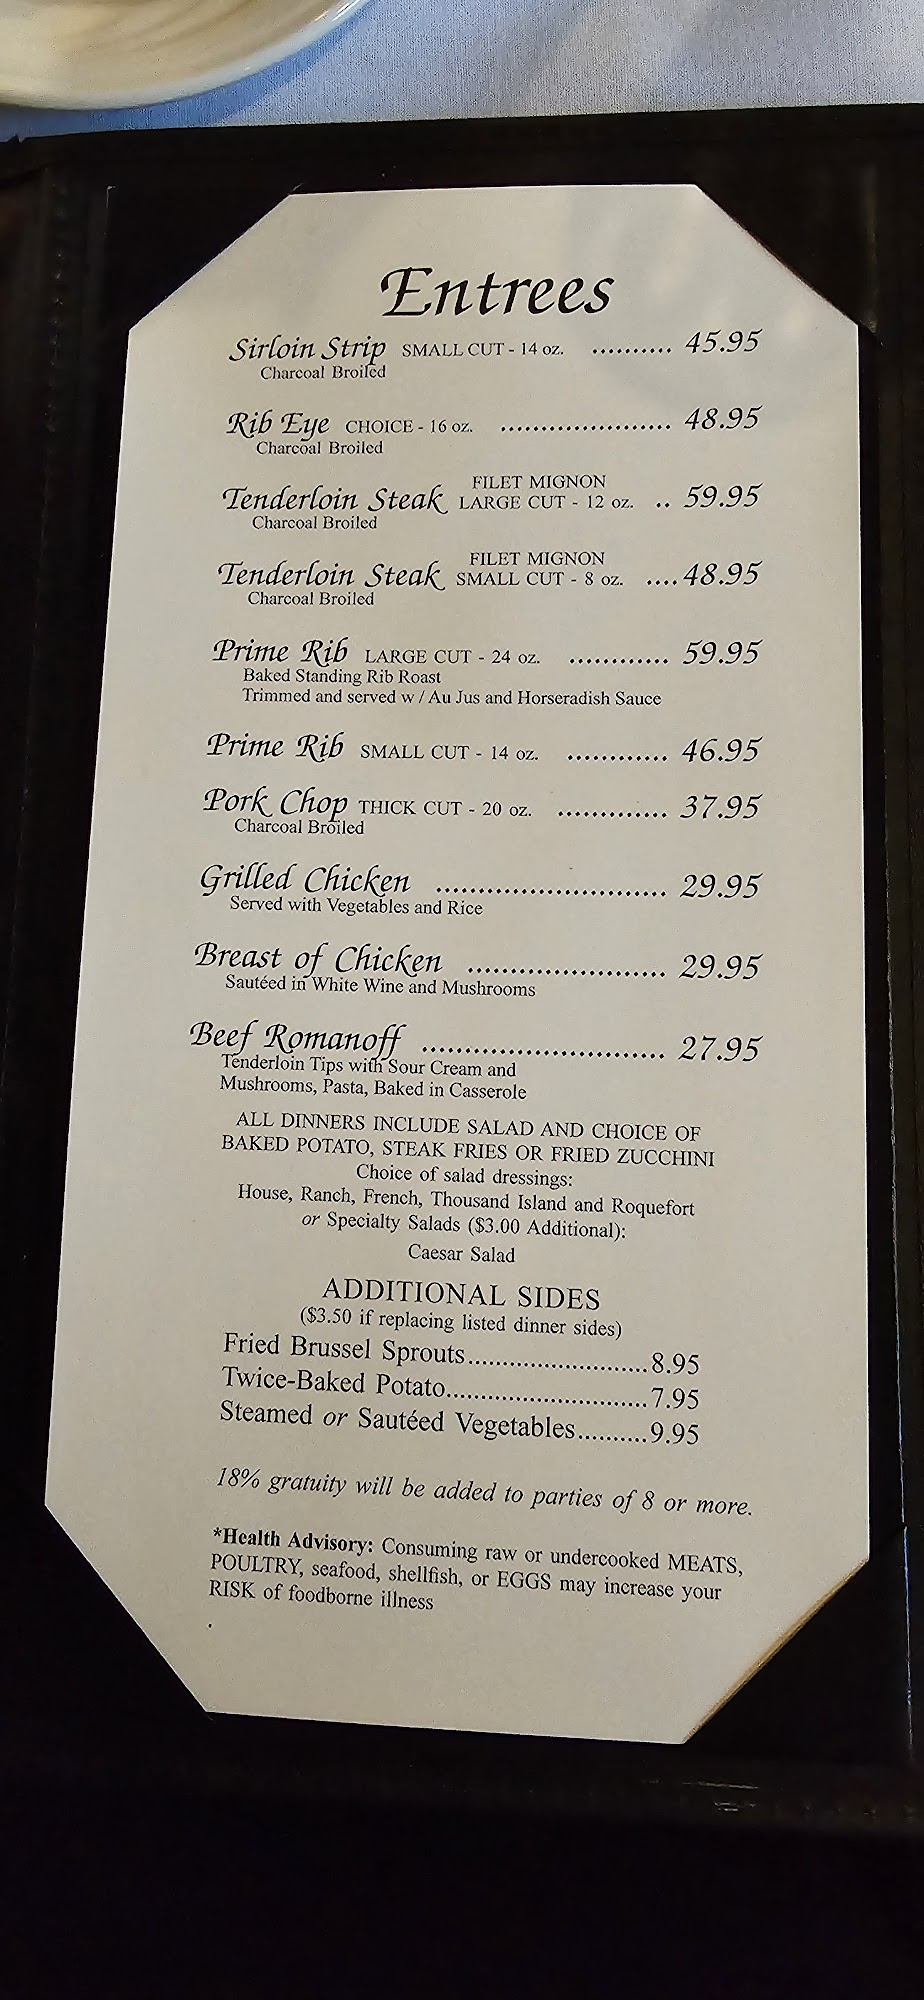 Entrees
Sirloin Strip SMALL CUT - 14 oz. .......... 45.95
Charcoal Broiled
Rib Eye CHOICE - 16 oz. ...................... 48.95
Charcoal Broiled
FILET MIGNON
Tenderloin Steak LARGE CUT - 12 oz. .. 59.95
Charcoal Broiled
FILET MIGNON
Tenderloin Steak SMALL CUT - 8 oz. .... 48.95
Charcoal Broiled
Prime Rib LARGE CUT - 24 oz. ............. 59.95
Baked Standing Rib Roast
Trimmed and served w / Au Jus and Horseradish Sauce
Prime Rib SMALL CUT - 14 oz. ............. 46.95
Pork Chop THICK CUT - 20 oz. .............. 37.95
Charcoal Broiled
Grilled Chicken ............................. 29.95
Served with Vegetables and Rice
Breast of Chicken ......................... 29.95
Sautéed in White Wine and Mushrooms
Beef Romanoff ............................. 27.95
Tenderloin Tips with Sour Cream and
Mushrooms, Pasta, Baked in Casserole
ALL DINNERS INCLUDE SALAD AND CHOICE OF
BAKED POTATO, STEAK FRIES OR FRIED ZUCCHINI
Choice of salad dressings:
House, Ranch, French, Thousand Island and Roquefort
or Specialty Salads ($3.00 Additional):
Caesar Salad
ADDITIONAL SIDES
($3.50 if replacing listed dinner sides)
Fried Brussel Sprouts..........................8.95
Twice-Baked Potato.............................7.95
Steamed or Sautéed Vegetables..........9.95
18% gratuity will be added to parties of 8 or more.
*Health Advisory: Consuming raw or undercooked MEATS,
POULTRY, seafood, shellfish, or EGGS may increase your
RISK of foodborne illness